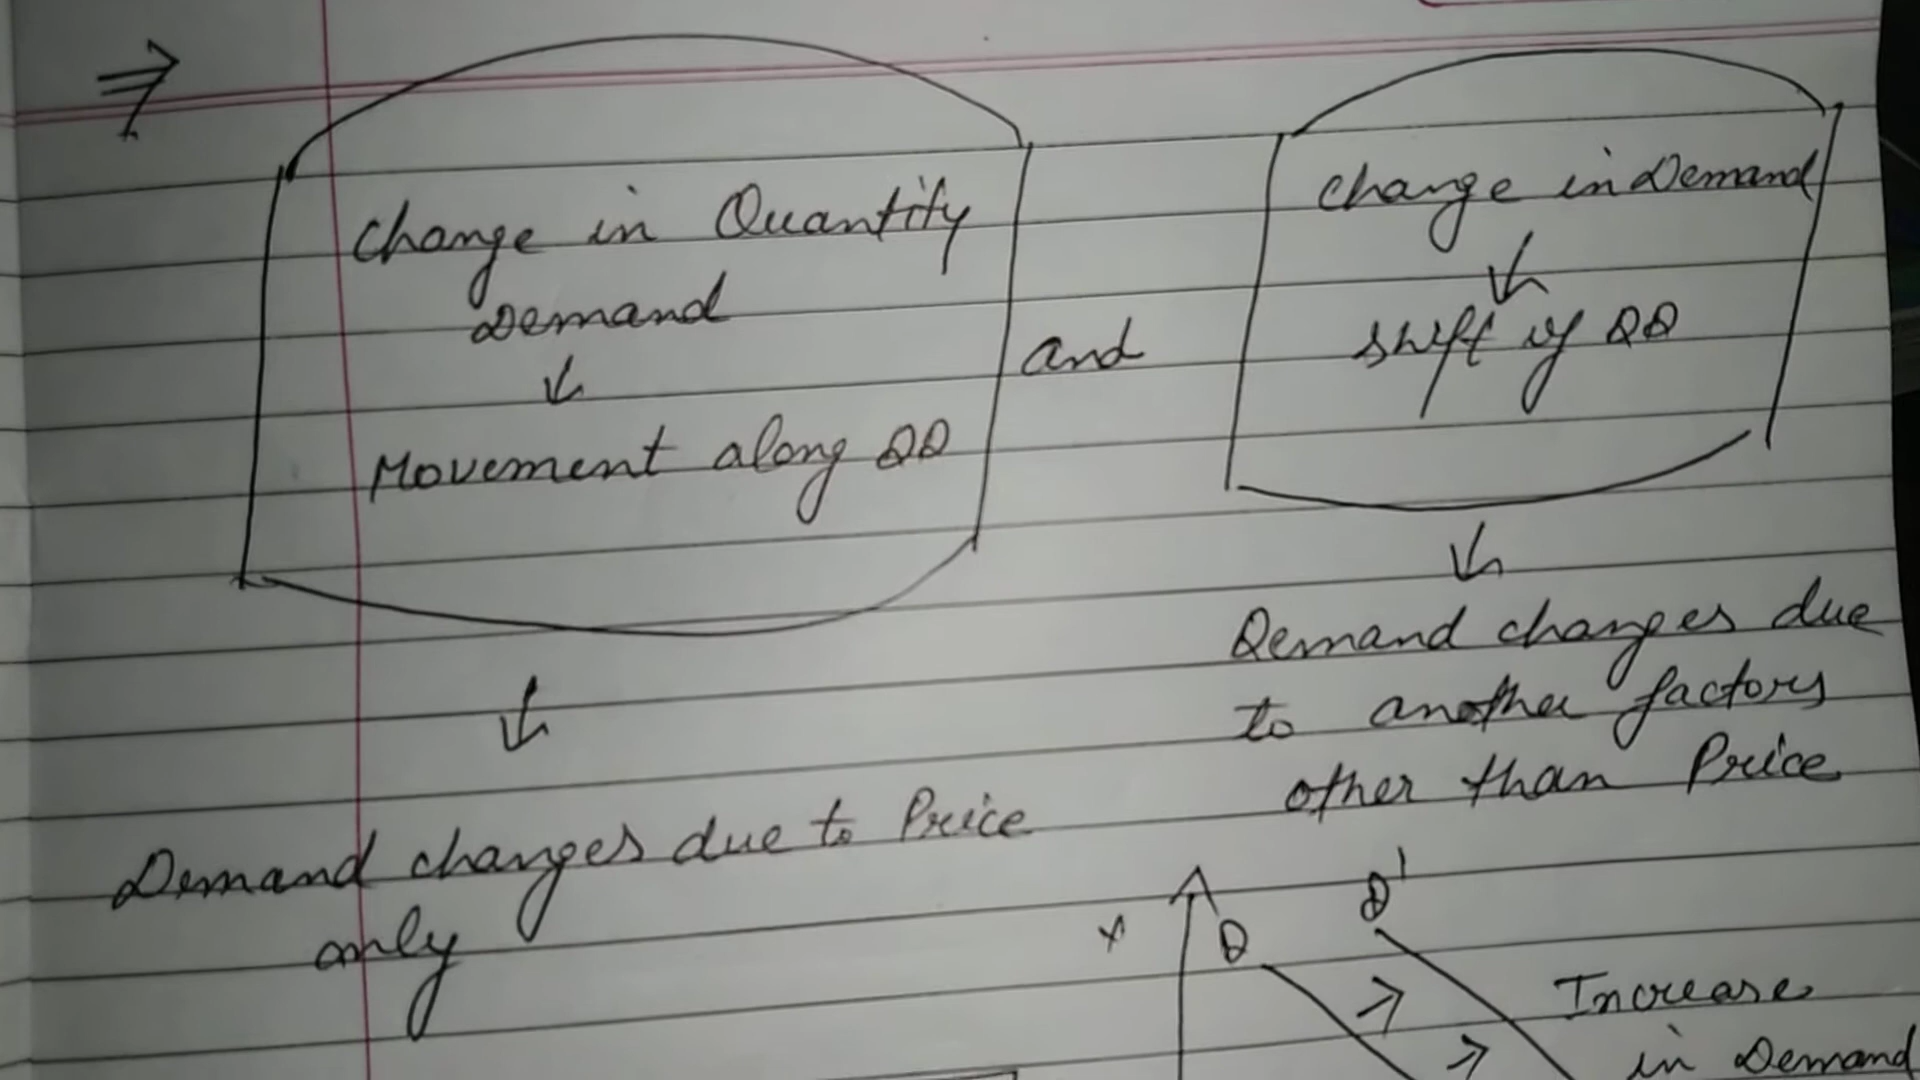 Change in Quantity
Demand
Movement along DD
and
Change in Demand
shift of DD
Demand changes due to Price
only
Demand changes due
to another factors
other than Price
D
D'
Increase
in Demand